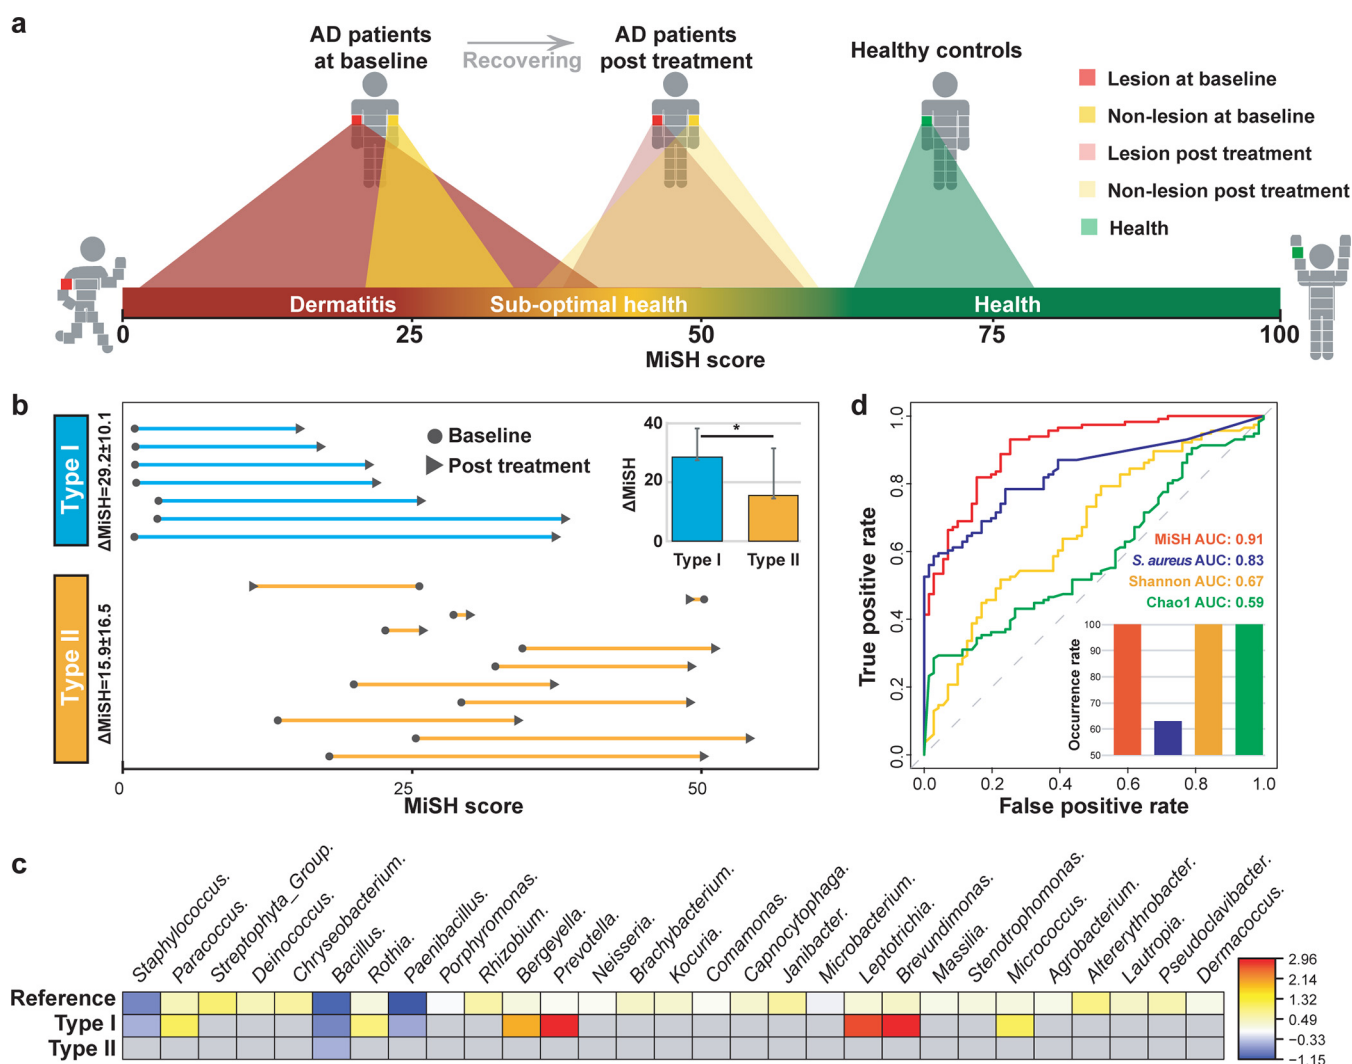 a
AD patients
at baseline
Recovering
AD patients
post treatment
Healthy controls
Lesion at baseline
Non-lesion at baseline
Lesion post treatment
Non-lesion post treatment
Health
Dermatitis
Sub-optimal health
Health
0 25 50 75 100
MiSH score
b
Type I
ΔMiSH=29.2±10.1
Type II
ΔMiSH=15.9±16.5
Baseline
Post treatment
ΔMiSH
40
20
0
*
Type I Type II
0 25 50
MiSH score
d
True positive rate
1.0
0.8
0.6
0.4
0.2
0.0
MiSH AUC: 0.91
S. aureus AUC: 0.83
Shannon AUC: 0.67
Chao1 AUC: 0.59
Occurrence rate
100
90
80
70
60
50
0.0 0.2 0.4 0.6 0.8 1.0
False positive rate
c
Staphylococcus.
Paracoccus.
Streptophyta_Group.
Deinococcus.
Chryseobacterium.
Bacillus.
Rothia.
Paenibacillus.
Porphyromonas.
Rhizobium.
Bergeyella.
Prevotella.
Neisseria.
Brachybacterium.
Kocuria.
Comamonas.
Capnocytophaga.
Janibacter.
Microbacterium.
Leptotrichia.
Brevundimonas.
Massilia.
Stenotrophomonas.
Micrococcus.
Agrobacterium.
Altererythrobacter.
Lautropia.
Pseudoclavibacter.
Dermacoccus.
Reference
Type I
Type II
2.96
2.14
1.32
0.49
−0.33
−1.15